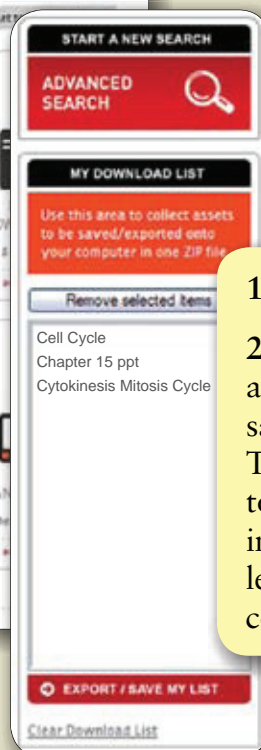 START A NEW SEARCH
ADVANCED
SEARCH
MY DOWNLOAD LIST
Use this area to collect assets
to be saved/exported onto
your computer in one ZIP file
Remove selected items
Cell Cycle
Chapter 15 ppt
Cytokinesis Mitosis Cycle
EXPORT / SAVE MY LIST
Clear Download List
1
2